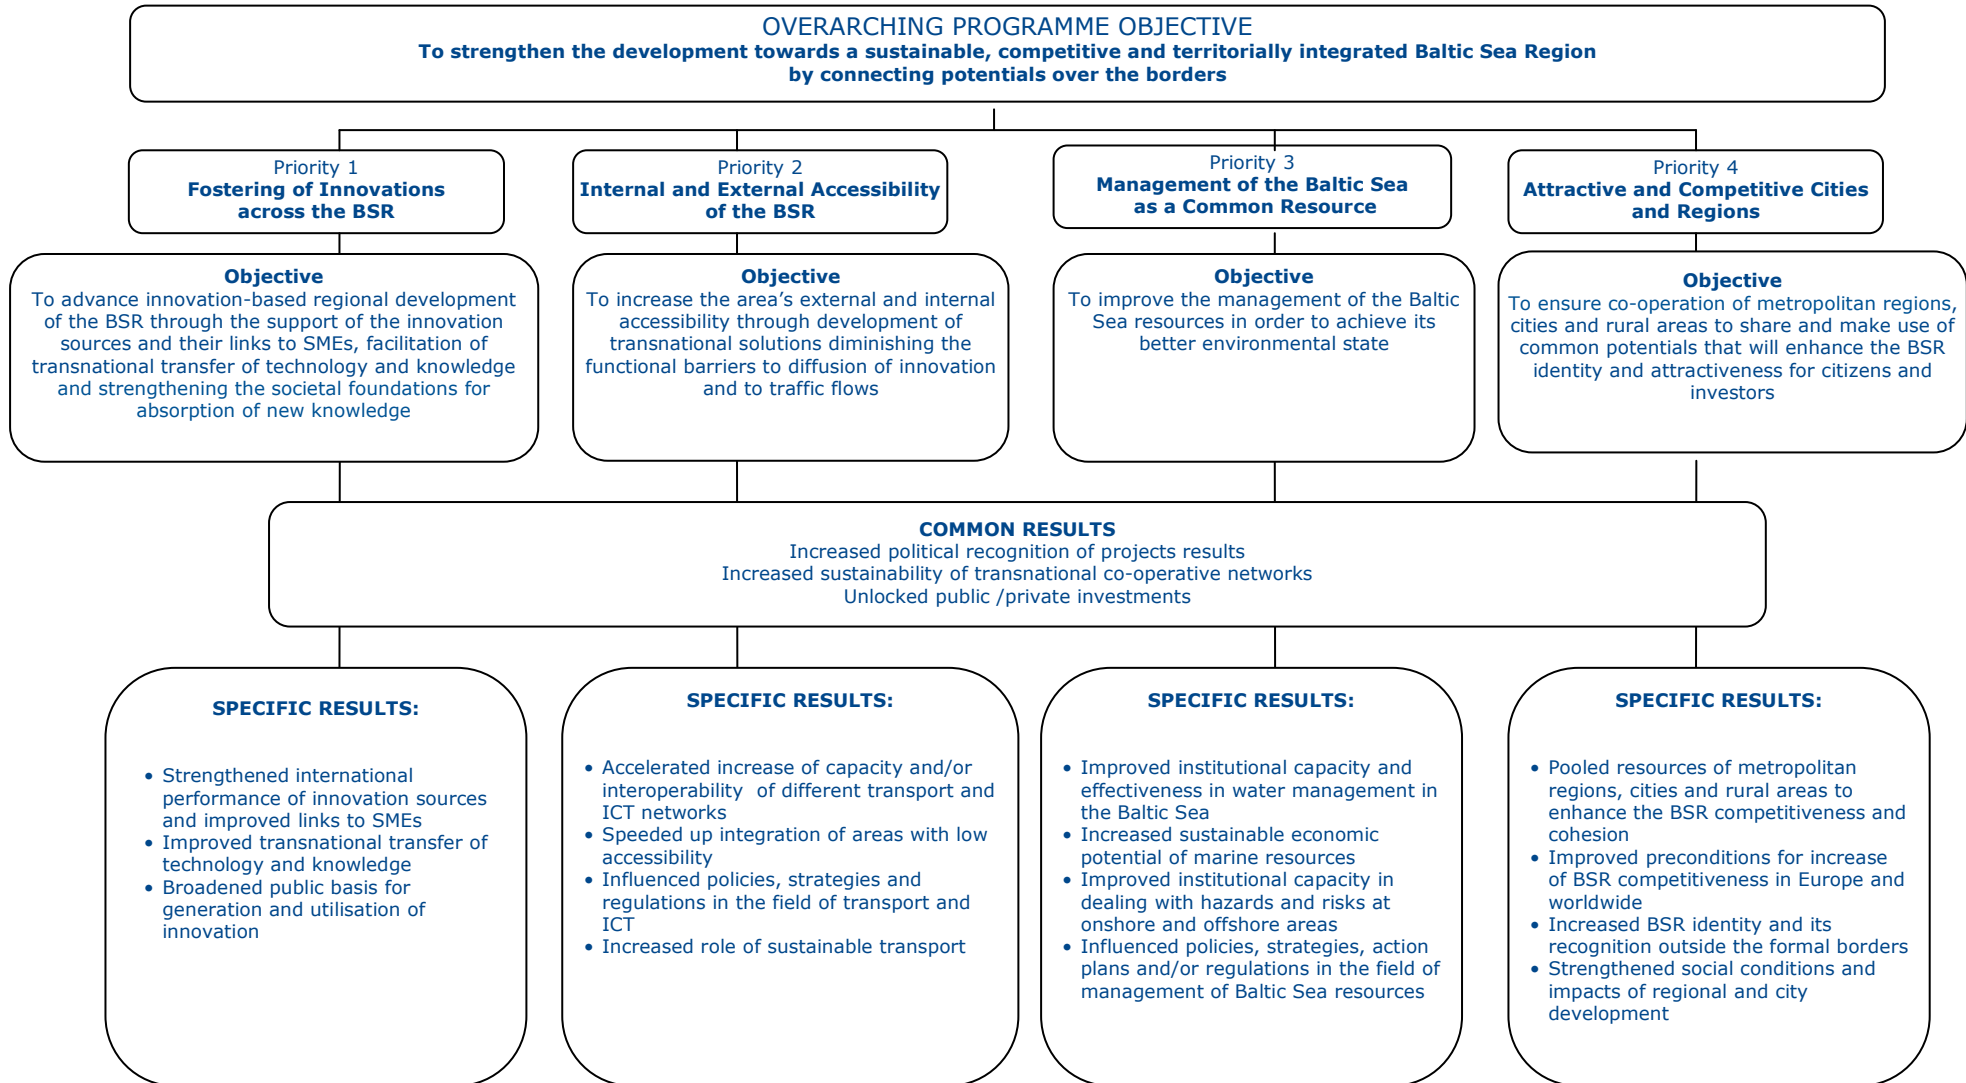 OVERARCHING PROGRAMME OBJECTIVE
To strengthen the development towards a sustainable, competitive and territorially integrated Baltic Sea Region
by connecting potentials over the borders
Priority 1
Fostering of Innovations
across the BSR
Priority 2
Internal and External Accessibility
of the BSR
Priority 3
Management of the Baltic Sea
as a Common Resource
Priority 4
Attractive and Competitive Cities
and Regions
Objective
To advance innovation-based regional development
of the BSR through the support of the innovation
sources and their links to SMEs, facilitation of
transnational transfer of technology and knowledge
and strengthening the societal foundations for
absorption of new knowledge
Objective
To increase the area’s external and internal
accessibility through development of
transnational solutions diminishing the
functional barriers to diffusion of innovation
and to traffic flows
Objective
To improve the management of the Baltic
Sea resources in order to achieve its
better environmental state
Objective
To ensure co-operation of metropolitan regions,
cities and rural areas to share and make use of
common potentials that will enhance the BSR
identity and attractiveness for citizens and
investors
COMMON RESULTS
Increased political recognition of projects results
Increased sustainability of transnational co-operative networks
Unlocked public /private investments
SPECIFIC RESULTS:
• Strengthened international
performance of innovation sources
and improved links to SMEs
• Improved transnational transfer of
technology and knowledge
• Broadened public basis for
generation and utilisation of
innovation
SPECIFIC RESULTS:
• Accelerated increase of capacity and/or
interoperability  of different transport and
ICT networks
• Speeded up integration of areas with low
accessibility
• Influenced policies, strategies and
regulations in the field of transport and
ICT
• Increased role of sustainable transport
SPECIFIC RESULTS:
• Improved institutional capacity and
effectiveness in water management in
the Baltic Sea
• Increased sustainable economic
potential of marine resources
• Improved institutional capacity in
dealing with hazards and risks at
onshore and offshore areas
• Influenced policies, strategies, action
plans and/or regulations in the field of
management of Baltic Sea resources
SPECIFIC RESULTS:
• Pooled resources of metropolitan
regions, cities and rural areas to
enhance the BSR competitiveness and
cohesion
• Improved preconditions for increase
of BSR competitiveness in Europe and
worldwide
• Increased BSR identity and its
recognition outside the formal borders
• Strengthened social conditions and
impacts of regional and city
development